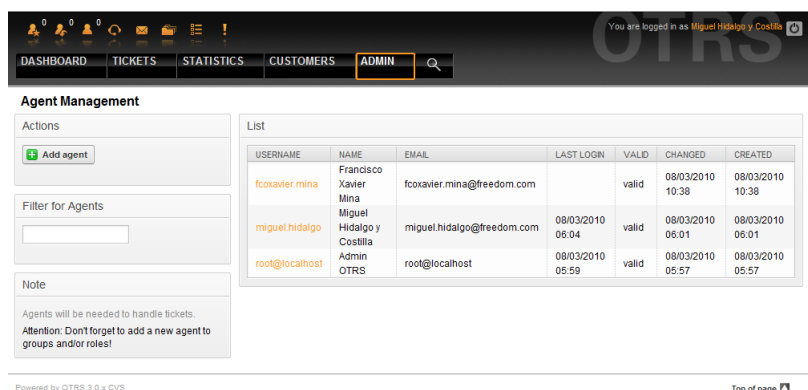 0 0 0
You are logged in as Miguel Hidalgo y Costilla
OTRS
DASHBOARD TICKETS STATISTICS CUSTOMERS ADMIN
Agent Management
Actions
Add agent
Filter for Agents
Note
Agents will be needed to handle tickets.
Attention: Don't forget to add a new agent to
groups and/or roles!
List
USERNAME NAME EMAIL LAST LOGIN VALID CHANGED CREATED
fcoxavier.mina Francisco Xavier Mina fcoxavier.mina@freedom.com valid 08/03/2010 10:38 08/03/2010 10:38
miguel.hidalgo Miguel Hidalgo y Costilla miguel.hidalgo@freedom.com 08/03/2010 06:04 valid 08/03/2010 06:01 08/03/2010 06:01
root@localhost Admin OTRS root@localhost 08/03/2010 05:59 valid 08/03/2010 05:57 08/03/2010 05:57
Powered by OTRS 3.0.x CVS
Top of page